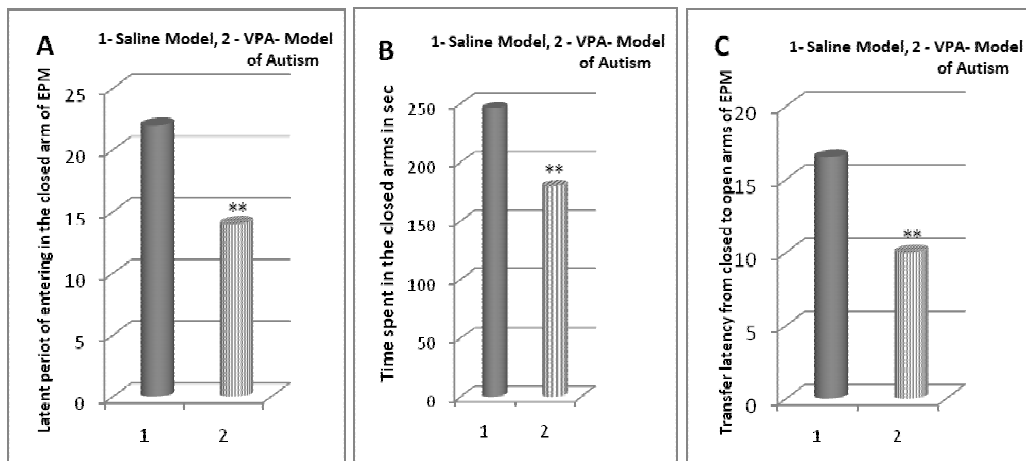 A
1- Saline Model, 2 - VPA- Model
of Autism
Latent periot of entering in the closed arm of EPM
25
20
15
10
5
0
**
1
2
B
1- Saline Model, 2 - VPA- Model
of Autism
Time spent in the closed arms in sec
250
200
150
100
50
0
**
1
2
C
1- Saline Model, 2 - VPA- Model
of Autism
Transfer latency from closed to open arms of EPM
20
15
10
5
0
**
1
2